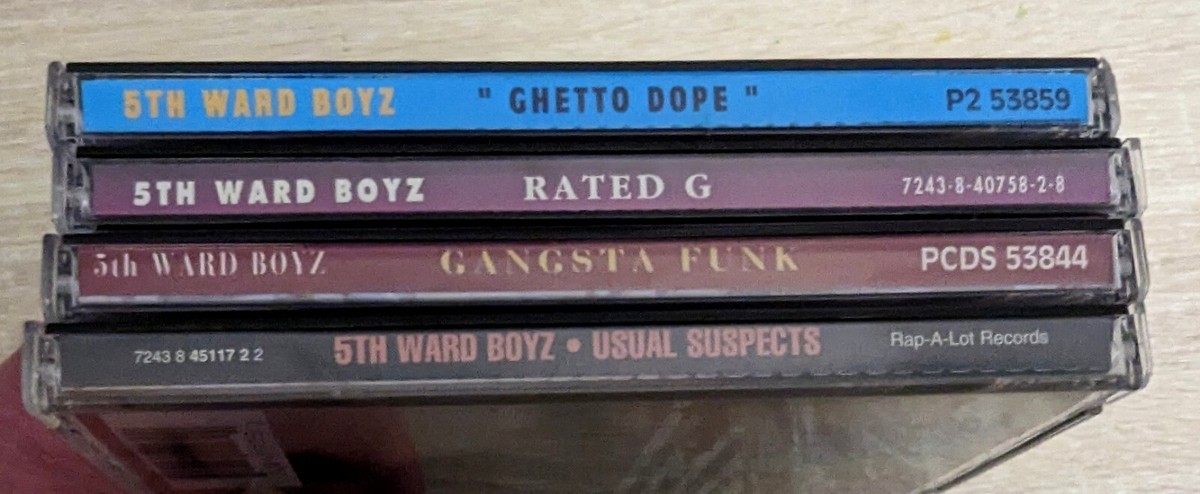 5TH WARD BOYZ " GHETTO DOPE " P2 53859
5TH WARD BOYZ RATED G 7243-8-40758-2-8
5th WARD BOYZ GANGSTA FUNK PCDS 53844
7243 8 45117 2 2 5TH WARD BOYZ • USUAL SUSPECTS Rap-A-Lot Records